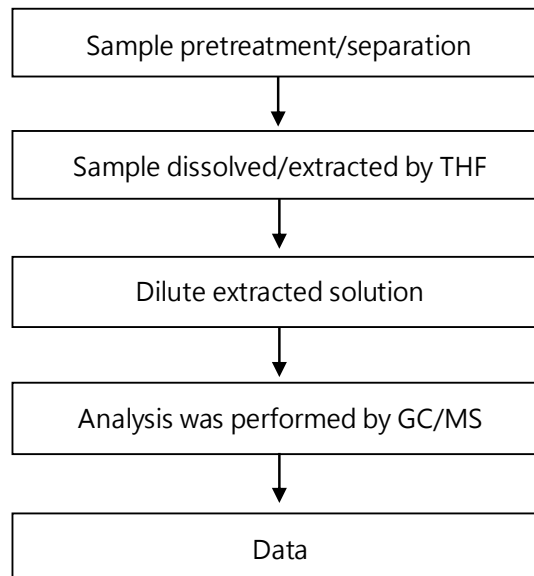 Sample pretreatment/separation
Sample dissolved/extracted by THF
Dilute extracted solution
Analysis was performed by GC/MS
Data